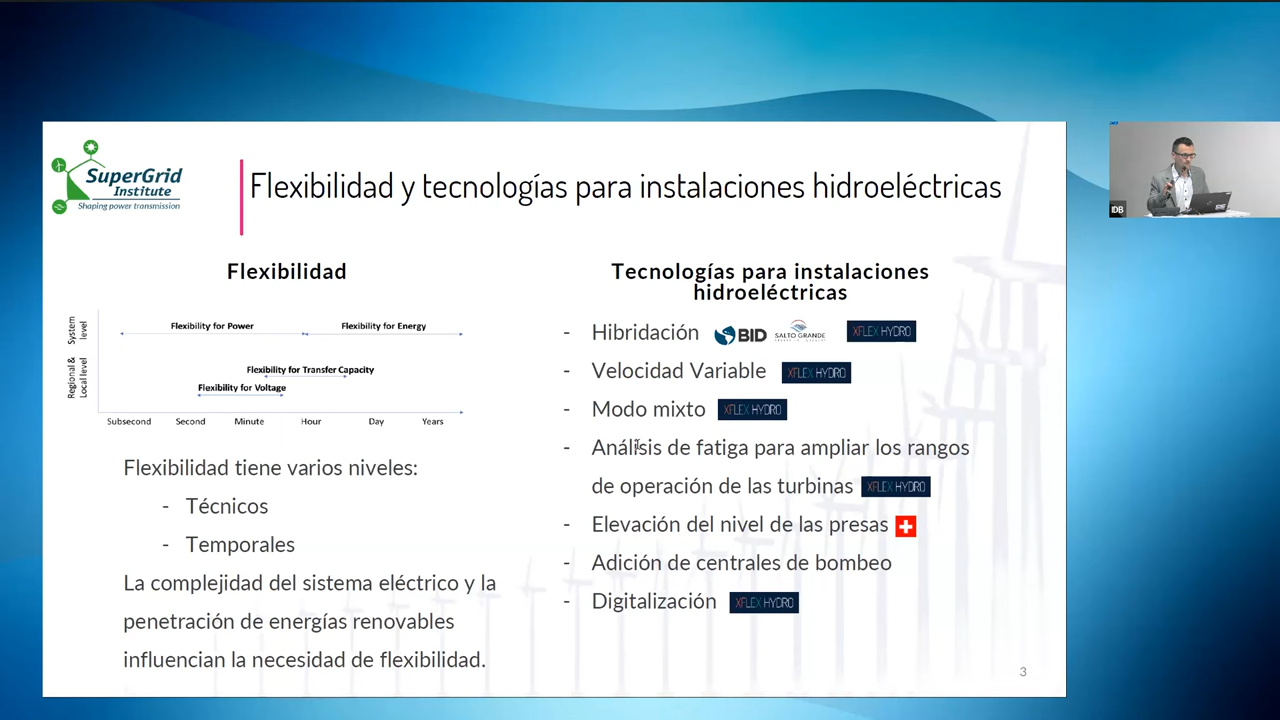 SuperGrid
Institute
Shaping power transmission
Flexibilidad y tecnologías para instalaciones hidroeléctricas
Flexibilidad
System
level
Regional &
Local level
Flexibility for Power
Flexibility for Energy
Flexibility for Transfer Capacity
Flexibility for Voltage
Subsecond Second Minute Hour Day Years
Flexibilidad tiene varios niveles:
- Técnicos
- Temporales
La complejidad del sistema eléctrico y la
penetración de energías renovables
influencian la necesidad de flexibilidad.
Tecnologías para instalaciones
hidroeléctricas
- Hibridación BID SALTO GRANDE XFLEX HYDRO
- Velocidad Variable XFLEX HYDRO
- Modo mixto XFLEX HYDRO
- Análisis de fatiga para ampliar los rangos
de operación de las turbinas XFLEX HYDRO
- Elevación del nivel de las presas
- Adición de centrales de bombeo
- Digitalización XFLEX HYDRO
3
IDB